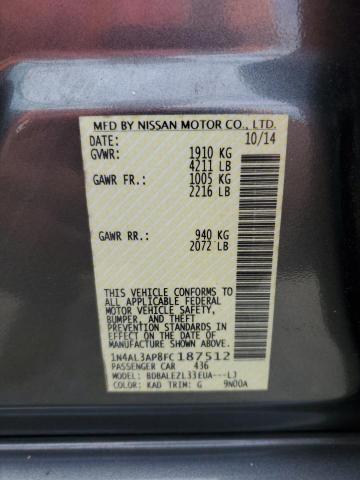 MFD BY NISSAN MOTOR CO., LTD.
DATE: 10/14
GVWR: 1910 KG
4211 LB
GAWR FR.: 1005 KG
2216 LB
GAWR RR.: 940 KG
2072 LB
THIS VEHICLE CONFORMS TO
ALL APPLICABLE FEDERAL
MOTOR VEHICLE SAFETY,
BUMPER, AND THEFT
PREVENTION STANDARDS
IN EFFECT ON THE DATE OF
MANUFACTURE SHOWN ABOVE.
1N4AL3AP8FC187512
PASSENGER CAR 436
MODEL: BDBALEZL33EUA---LJ
COLOR: KAD TRIM: G 9N00A